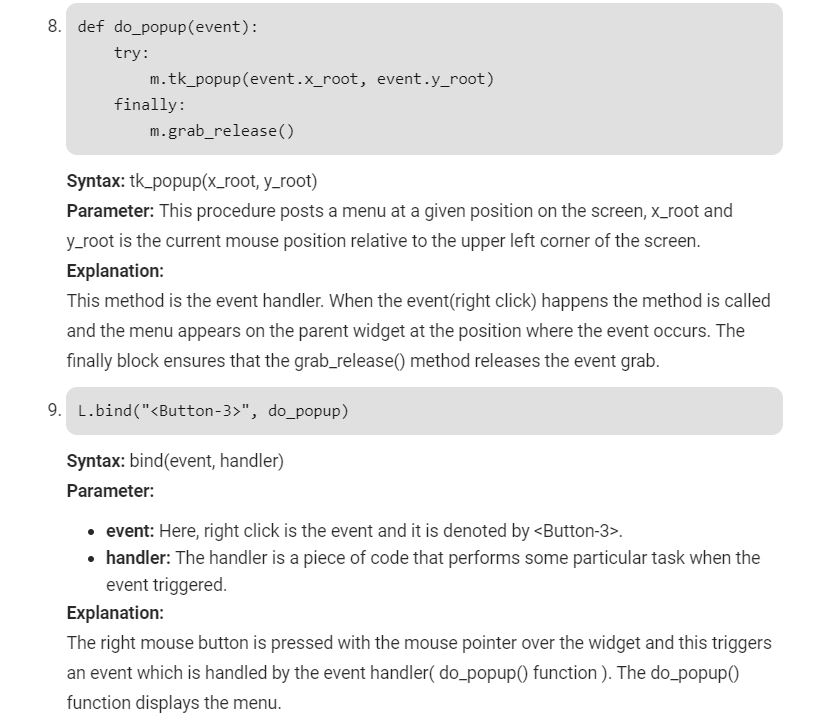 8. def do_popup(event):
try:
m.tk_popup(event.x_root, event.y_root)
finally:
m.grab_release()
Syntax: tk_popup(x_root, y_root)
Parameter: This procedure posts a menu at a given position on the screen, x_root and
y_root is the current mouse position relative to the upper left corner of the screen.
Explanation:
This method is the event handler. When the event(right click) happens the method is called
and the menu appears on the parent widget at the position where the event occurs. The
finally block ensures that the grab_release() method releases the event grab.
9. L.bind("<Button-3>", do_popup)
Syntax: bind(event, handler)
Parameter:
• event: Here, right click is the event and it is denoted by <Button-3>.
• handler: The handler is a piece of code that performs some particular task when the
event triggered.
Explanation:
The right mouse button is pressed with the mouse pointer over the widget and this triggers
an event which is handled by the event handler( do_popup() function ). The do_popup()
function displays the menu.